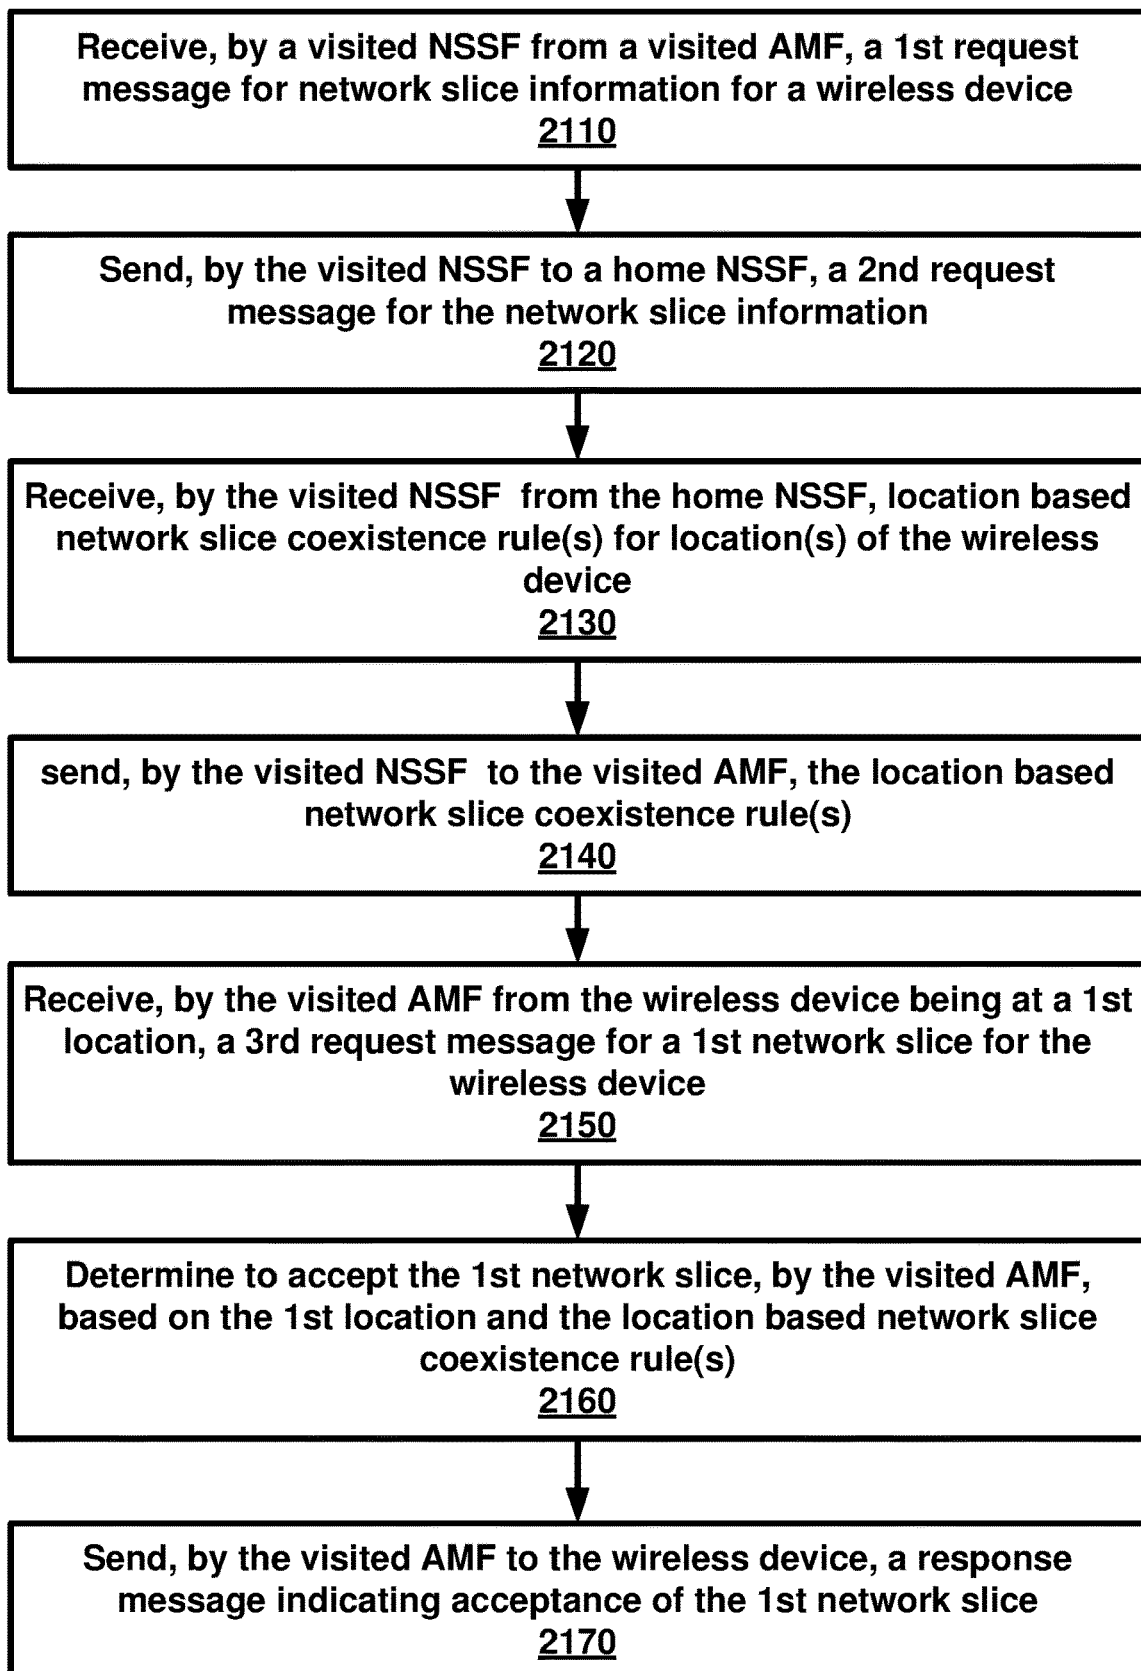 Receive, by a visited NSSF from a visited AMF, a 1st request
message for network slice information for a wireless device
2110
Send, by the visited NSSF to a home NSSF, a 2nd request
message for the network slice information
2120
Receive, by the visited NSSF from the home NSSF, location based
network slice coexistence rule(s) for location(s) of the wireless
device
2130
send, by the visited NSSF to the visited AMF, the location based
network slice coexistence rule(s)
2140
Receive, by the visited AMF from the wireless device being at a 1st
location, a 3rd request message for a 1st network slice for the
wireless device
2150
Determine to accept the 1st network slice, by the visited AMF,
based on the 1st location and the location based network slice
coexistence rule(s)
2160
Send, by the visited AMF to the wireless device, a response
message indicating acceptance of the 1st network slice
2170